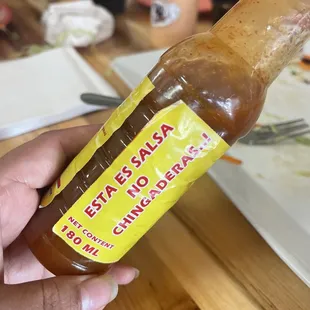 ESTA ES SALSA
NO
CHINGADERAS..!
NET CONTENT
180 ML